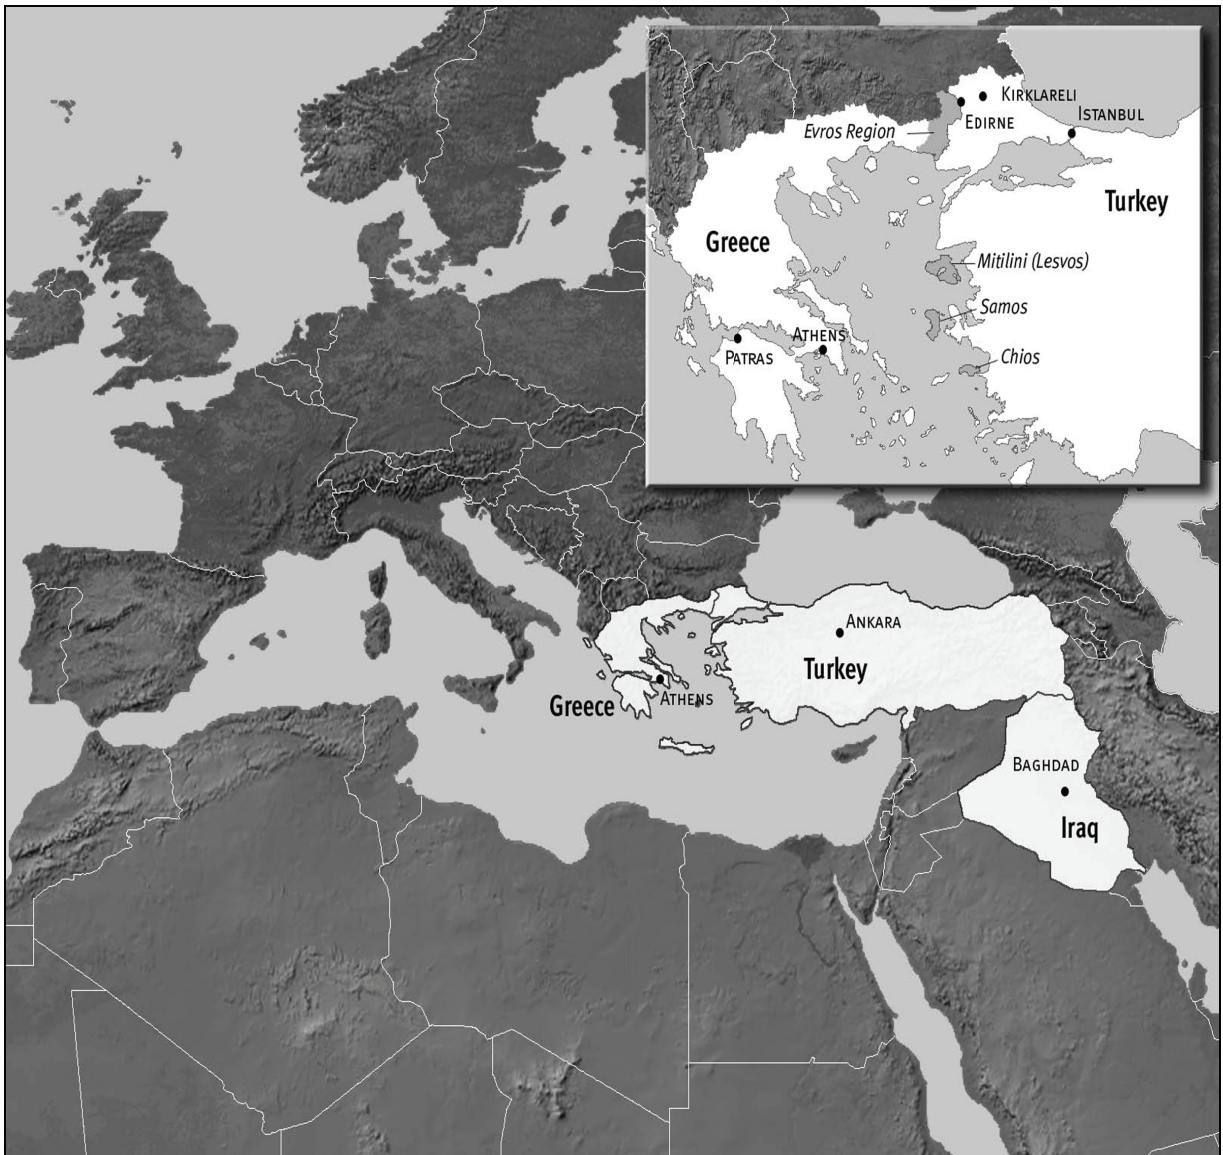 KIRKLARELI
ISTANBUL
Evros Region
EDIRNE
Turkey
Greece
Mitilini (Lesvos)
Samos
ATHENS
PATRAS
Chios
ANKARA
Turkey
Greece
ATHENS
BAGHDAD
Iraq